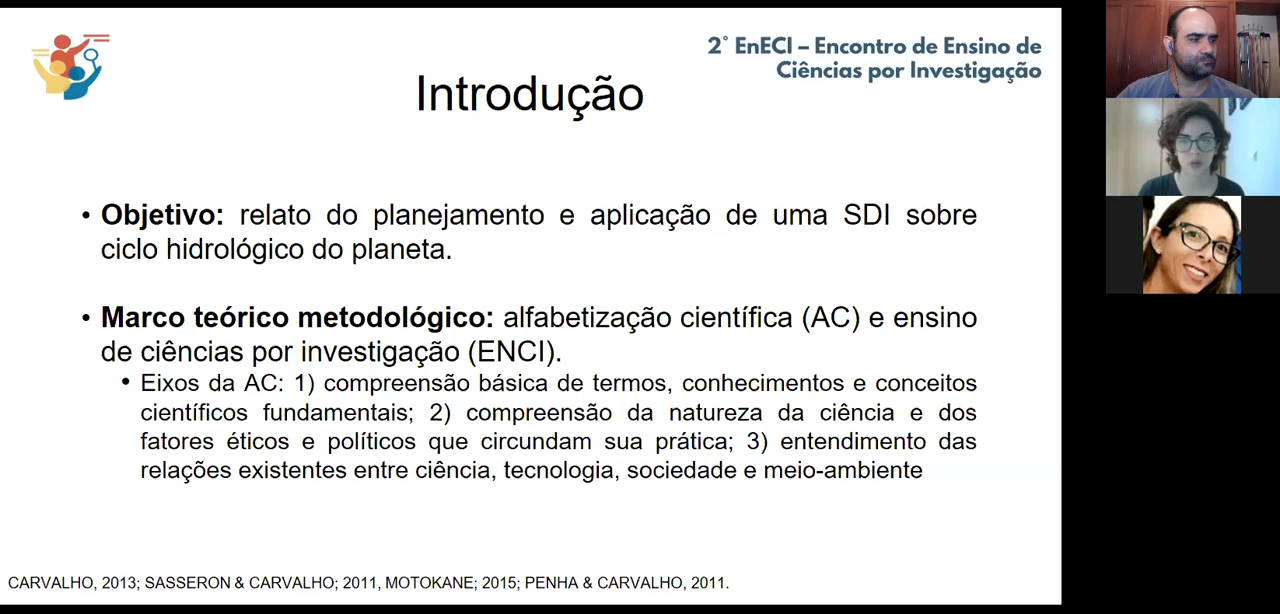 2° EnECI – Encontro de Ensino de
Ciências por Investigação
Introdução
• Objetivo: relato do planejamento e aplicação de uma SDI sobre
ciclo hidrológico do planeta.
• Marco teórico metodológico: alfabetização científica (AC) e ensino
de ciências por investigação (ENCI).
• Eixos da AC: 1) compreensão básica de termos, conhecimentos e conceitos
científicos fundamentais; 2) compreensão da natureza da ciência e dos
fatores éticos e políticos que circundam sua prática; 3) entendimento das
relações existentes entre ciência, tecnologia, sociedade e meio-ambiente
CARVALHO, 2013; SASSERON & CARVALHO; 2011, MOTOKANE; 2015; PENHA & CARVALHO, 2011.